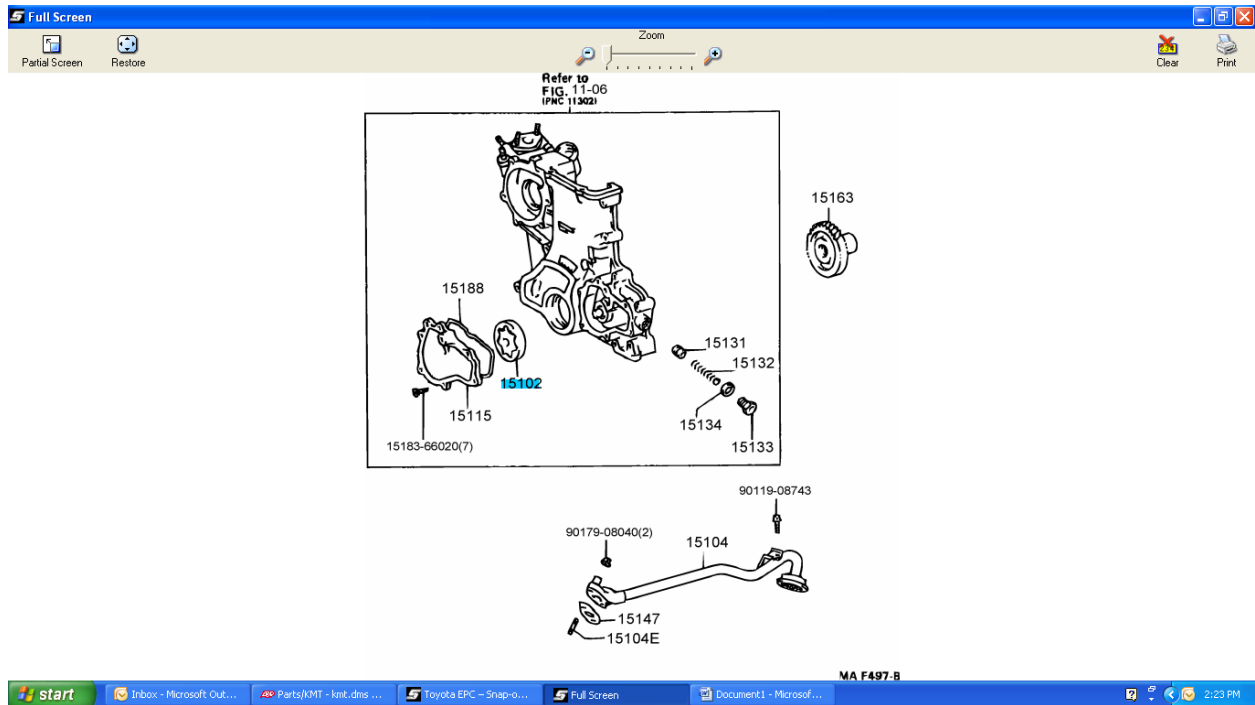 Full Screen
Zoom
Partial Screen
Restore
Clear
Print
Refer to
FIG. 11-06
(PNC 11302)
15163
15188
15131
15132
15102
15115
15134
15183-66020(7)
15133
90119-08743
90179-08040(2)
15104
15147
15104E
MA F497-B
start
Inbox - Microsoft Out...
Parts/KMT - kmt.dms ...
Toyota EPC – Snap-o...
Full Screen
Document1 - Microsof...
2:23 PM